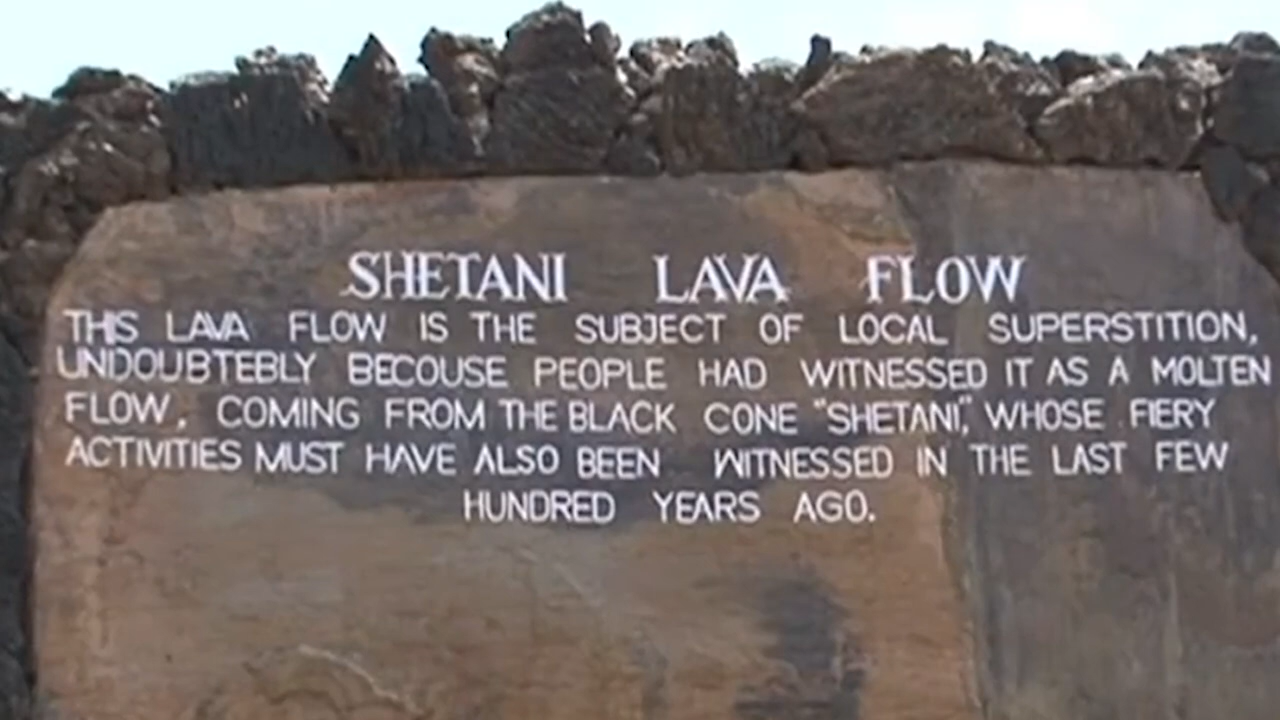 SHETANI LAVA FLOW
THIS LAVA FLOW IS THE SUBJECT OF LOCAL SUPERSTITION,
UNDOUBTEBLY BECOUSE PEOPLE HAD WITNESSED IT AS A MOLTEN
FLOW, COMING FROM THE BLACK CONE "SHETANI," WHOSE FIERY
ACTIVITIES MUST HAVE ALSO BEEN WITNESSED IN THE LAST FEW
HUNDRED YEARS AGO.